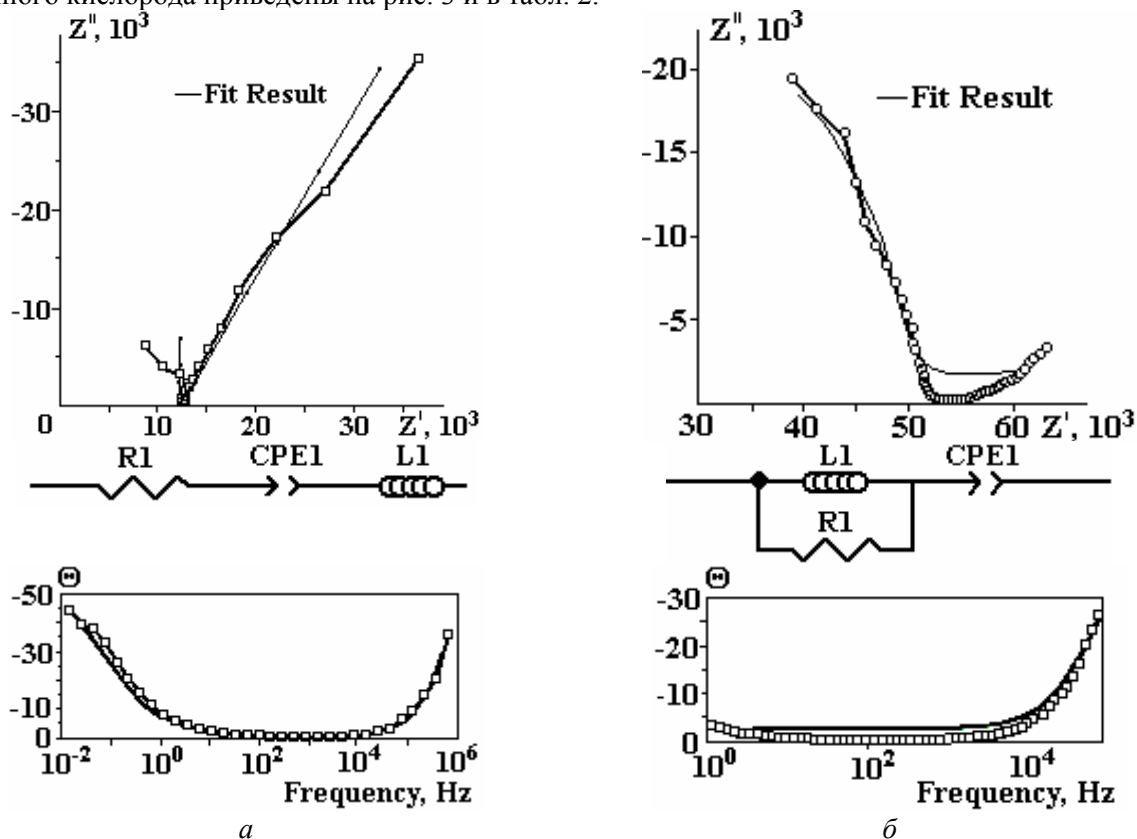 ного кислорода приведены на рис. 3 и в табл. 2.
Z", 10³
—Fit Result
-30
-20
-10
0 10 20 30 Z', 10³
R1 CPE1 L1
Θ
-50
-30
-10
0
10⁻² 10⁰ 10² 10⁴ 10⁶
Frequency, Hz
а
Z", 10³
-20
—Fit Result
-15
-10
-5
30 40 50 60 Z', 10³
L1 CPE1
R1
Θ
-30
-20
-10
0
10⁰ 10² 10⁴
Frequency, Hz
б